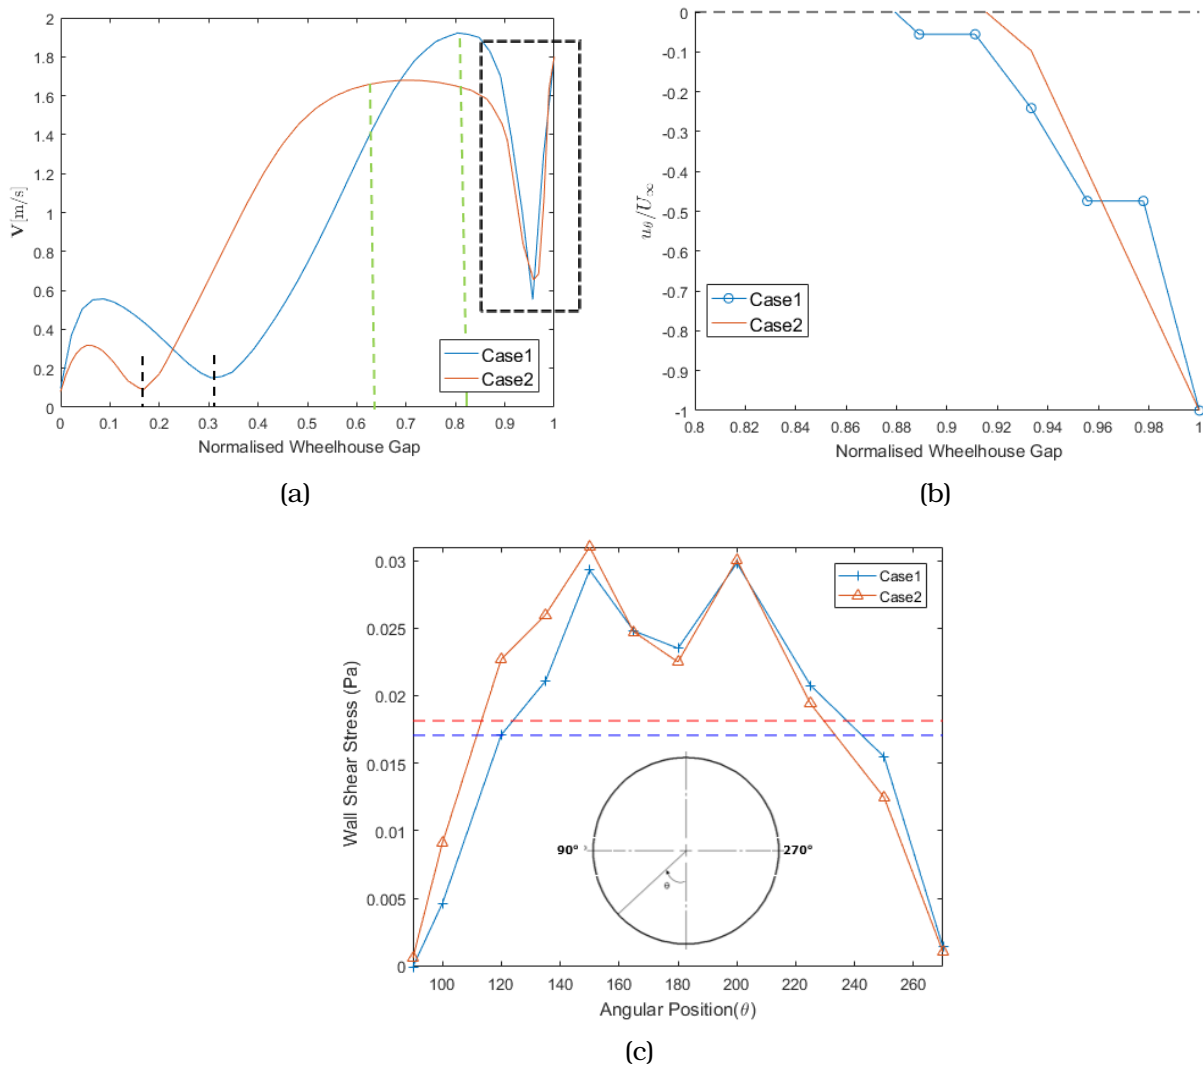 2
1.8
1.6
1.4
1.2
1
0.8
0.6
0.4
0.2
0
V[m/s]
0 0.1 0.2 0.3 0.4 0.5 0.6 0.7 0.8 0.9 1
Normalised Wheelhouse Gap
Case1
Case2
(a)
0
-0.1
-0.2
-0.3
-0.4
-0.5
-0.6
-0.7
-0.8
-0.9
-1
uθ/U∞
0.8 0.82 0.84 0.86 0.88 0.9 0.92 0.94 0.96 0.98 1
Normalised Wheelhouse Gap
Case1
Case2
(b)
0.03
0.025
0.02
0.015
0.01
0.005
0
Wall Shear Stress (Pa)
Case1
Case2
90°
270°
θ
100 120 140 160 180 200 220 240 260
Angular Position(θ)
(c)